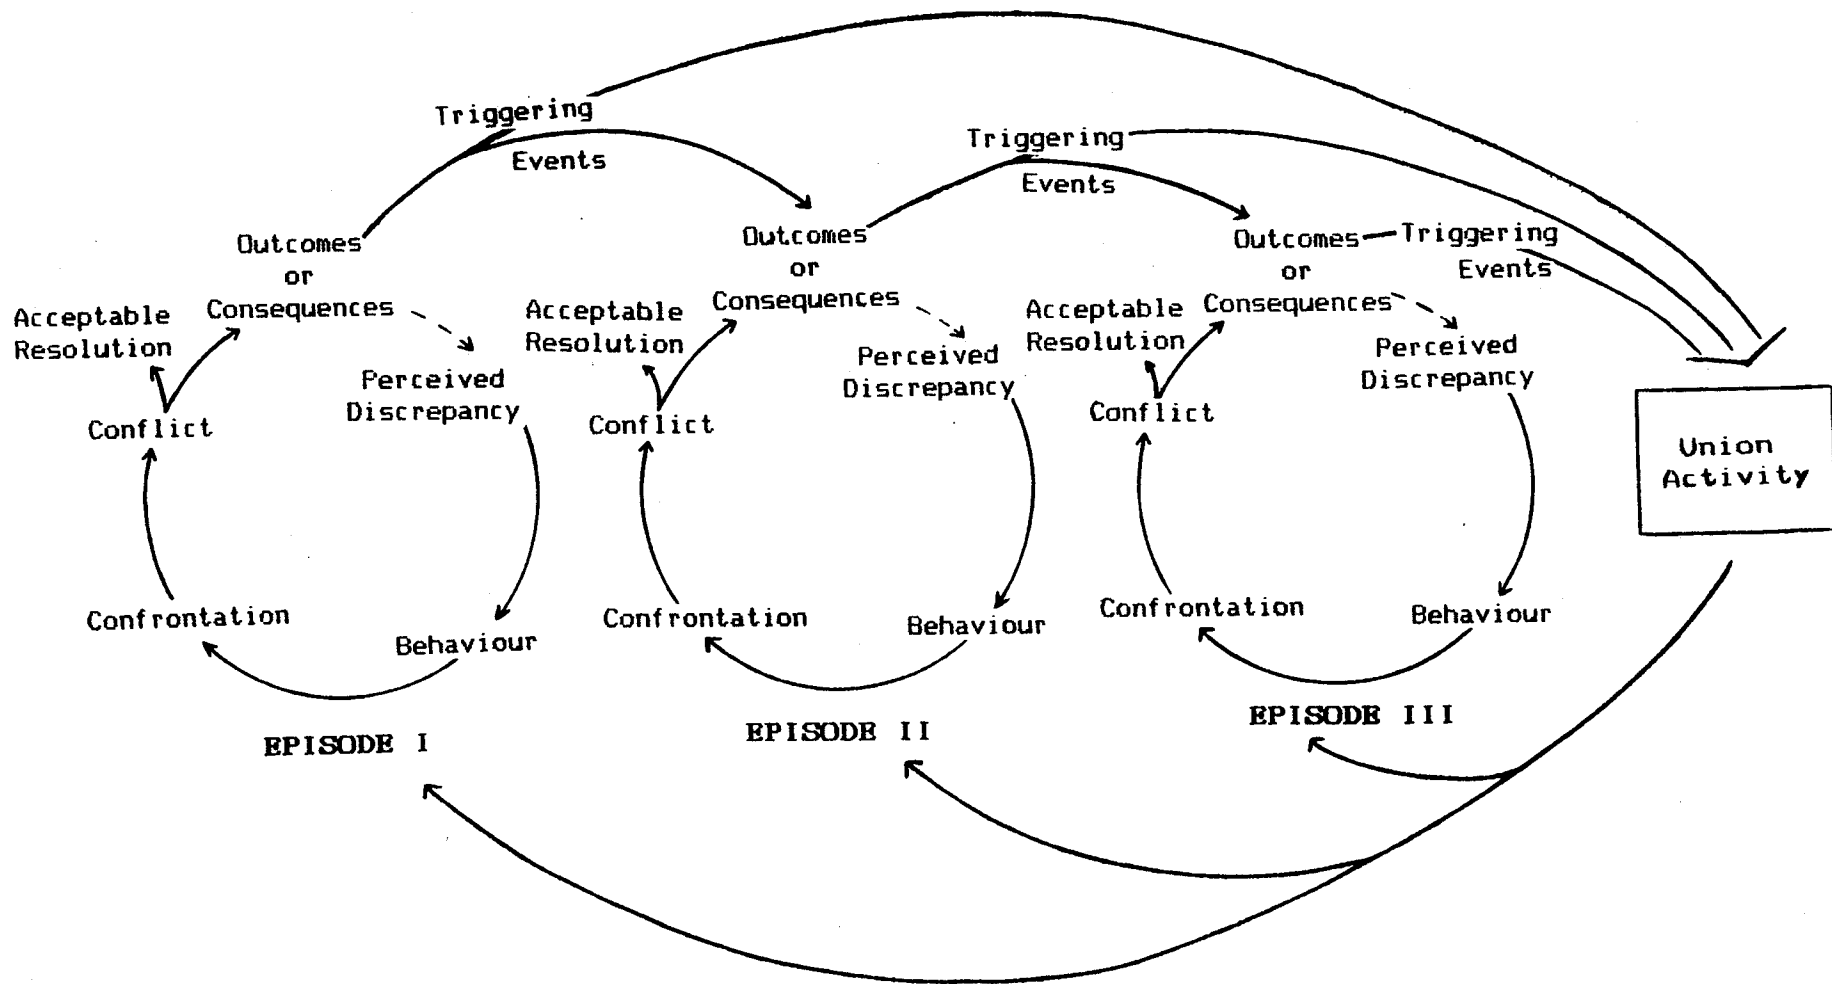 Triggering
Events
Triggering
Events
Outcomes
or
Consequences
Outcomes
or
Consequences
Outcomes
or
Consequences
Triggering
Events
Acceptable
Resolution
Acceptable
Resolution
Acceptable
Resolution
Perceived
Discrepancy
Perceived
Discrepancy
Perceived
Discrepancy
Conflict
Conflict
Conflict
Union
Activity
Confrontation
Behaviour
Confrontation
Behaviour
Confrontation
Behaviour
EPISODE I
EPISODE II
EPISODE III